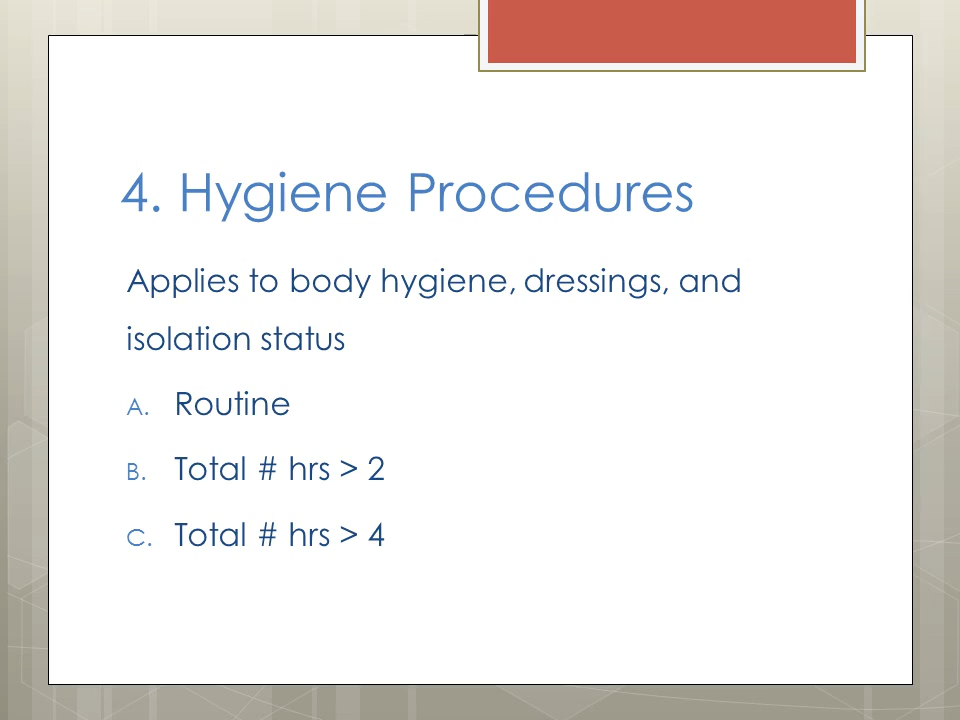 4. Hygiene Procedures
Applies to body hygiene, dressings, and
isolation status
A. Routine
B. Total # hrs > 2
C. Total # hrs > 4